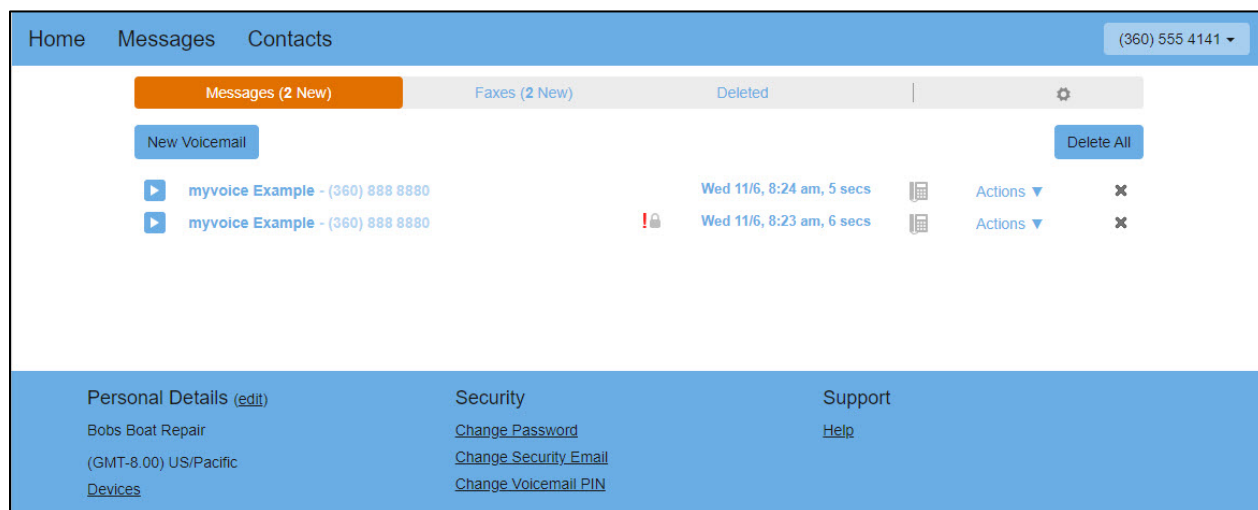 Home Messages Contacts (360) 555 4141
Messages (2 New) Faxes (2 New) Deleted
New Voicemail Delete All
myvoice Example - (360) 888 8880 Wed 11/6, 8:24 am, 5 secs Actions ▼
myvoice Example - (360) 888 8880 ! Wed 11/6, 8:23 am, 6 secs Actions ▼
Personal Details (edit) Security Support
Bobs Boat Repair Change Password Help
(GMT-8.00) US/Pacific Change Security Email
Devices Change Voicemail PIN